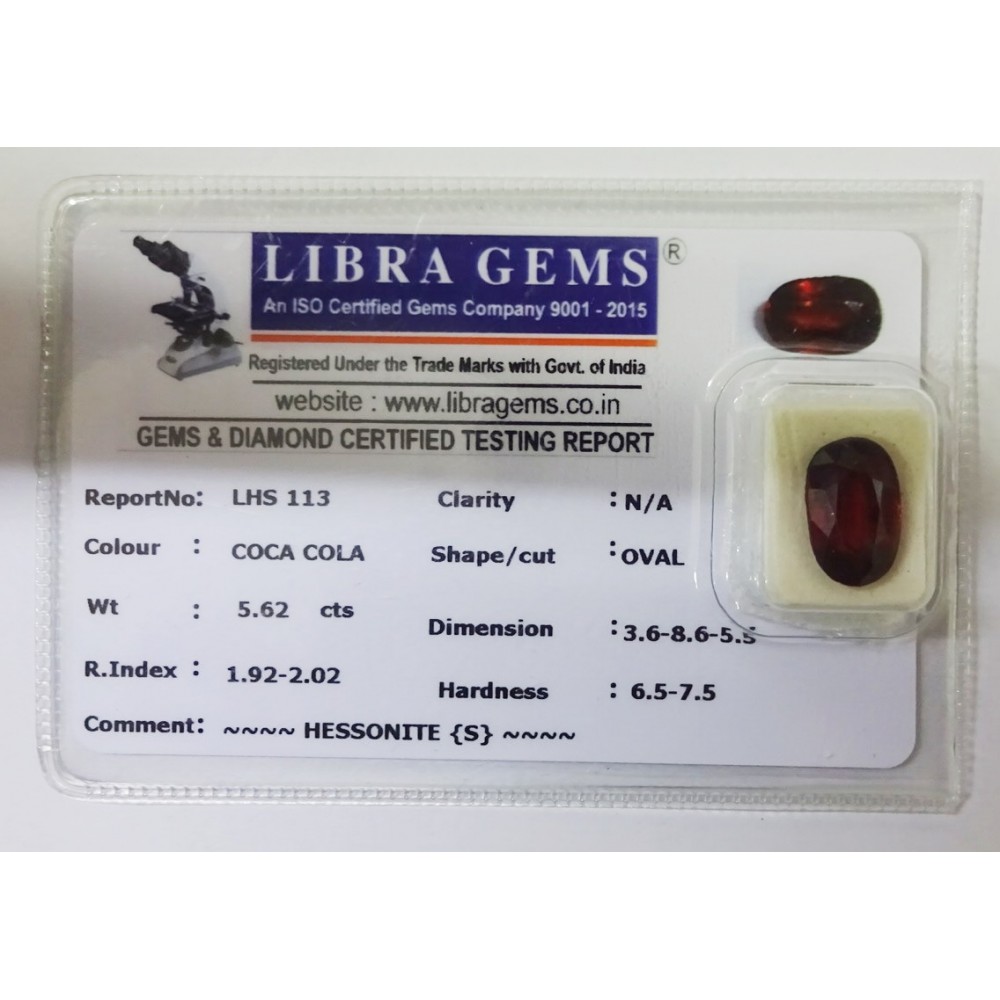 LIBRA GEMS ®
An ISO Certified Gems Company 9001 - 2015
Registered Under the Trade Marks with Govt. of India
website : www.libragems.co.in
GEMS & DIAMOND CERTIFIED TESTING REPORT
ReportNo: LHS 113 Clarity : N/A
Colour : COCA COLA Shape/cut : OVAL
Wt : 5.62 cts Dimension : 3.6-8.6-5.5
R.Index : 1.92-2.02 Hardness : 6.5-7.5
Comment: ~~~~ HESSONITE {S} ~~~~